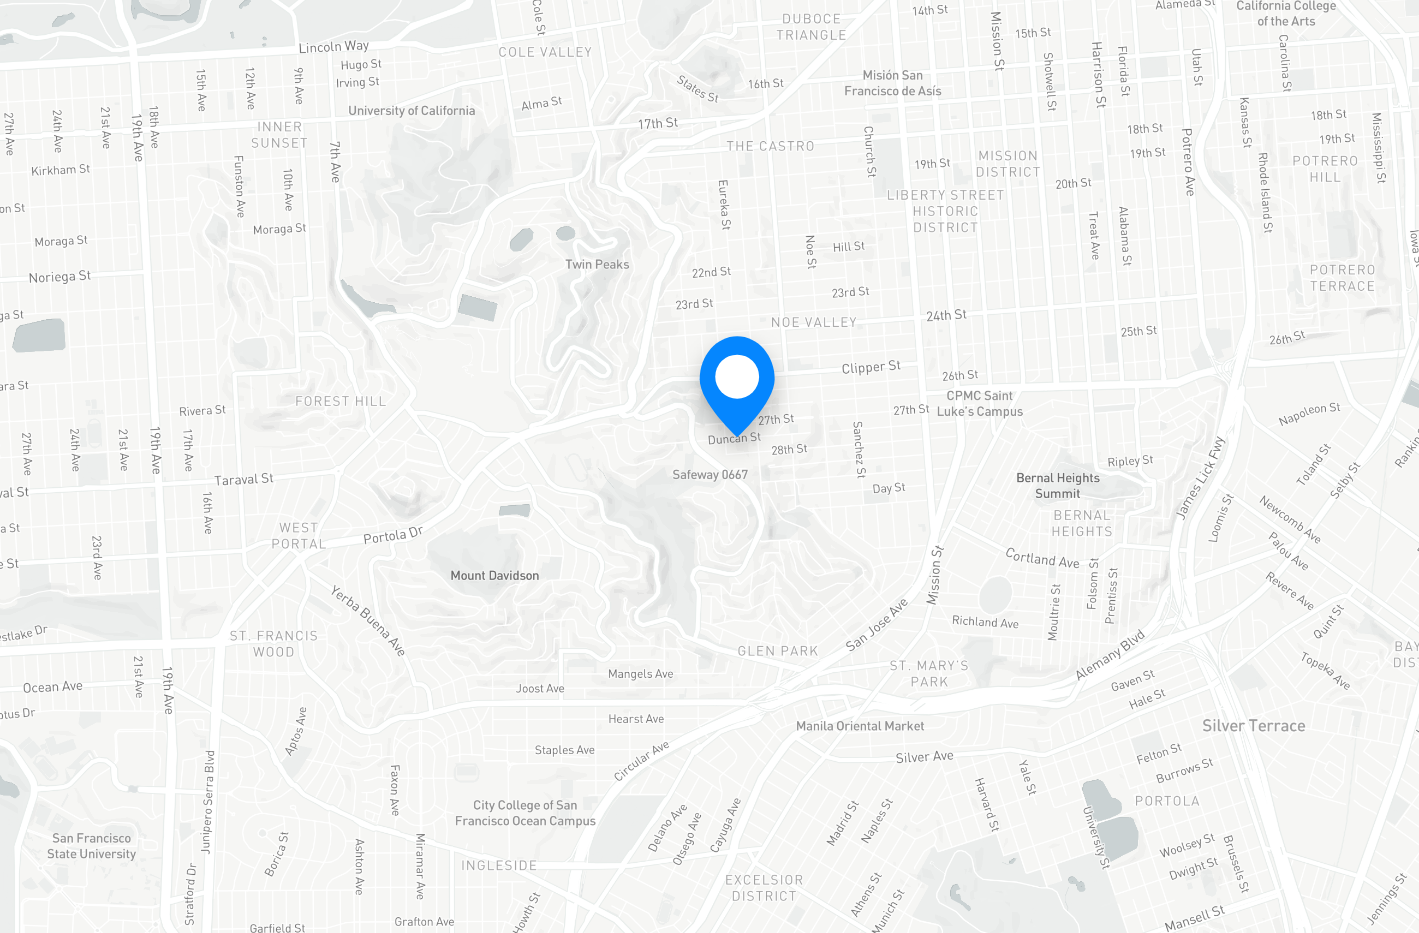 Cole St
DUBOCE
TRIANGLE
14th St
Mission St
15th St
Alameda St
California College
of the Arts
Lincoln Way
COLE VALLEY
Hugo St
Irving St
15th Ave
12th Ave
9th Ave
States St
16th St
Misión San
Francisco de Asís
Shotwell St
Harrison St
Florida St
Utah St
Carolina St
Alma St
University of California
27th Ave
24th Ave
21st Ave
19th Ave
18th Ave
INNER
SUNSET
7th Ave
17th St
THE CASTRO
Church St
19th St
MISSION
DISTRICT
18th St
19th St
Potrero Ave
Kansas St
18th St
19th St
Mississippi St
POTRERO
HILL
Rhode Island St
Kirkham St
Funston Ave
10th Ave
Eureka St
20th St
LIBERTY STREET
HISTORIC
DISTRICT
on St
Moraga St
Moraga St
Noe St
Hill St
Treat Ave
Alabama St
Iowa St
Noriega St
Twin Peaks
22nd St
23rd St
23rd St
POTRERO
TERRACE
ga St
NOE VALLEY
24th St
25th St
26th St
Clipper St
26th St
ara St
Rivera St
FOREST HILL
27th St
CPMC Saint
Luke's Campus
27th St
Napoleon St
27th Ave
24th Ave
21st Ave
19th Ave
17th Ave
Duncan St
28th St
Sanchez St
James Lick Fwy
Toland St
Selby St
Rankin
Safeway 0667
Ripley St
Bernal Heights
Summit
val St
Taraval St
16th Ave
Day St
BERNAL
HEIGHTS
Loomis St
Newcomb Ave
a St
WEST
PORTAL
Portola Dr
23rd Ave
Palou Ave
e St
Mount Davidson
Mission St
Cortland Ave
Folsom St
Prentiss St
Moultrie St
Revere Ave
Yerba Buena Ave
San Jose Ave
Richland Ave
Quint St
estlake Dr
ST. FRANCIS
WOOD
GLEN PARK
ST. MARY'S
PARK
Alemany Blvd
BAY
DIST
Topeka Ave
Ocean Ave
21st Ave
19th Ave
Mangels Ave
Joost Ave
Gaven St
Hale St
otus Dr
Aptos Ave
Hearst Ave
Manila Oriental Market
Silver Terrace
Staples Ave
Circular Ave
Silver Ave
Felton St
Burrows St
Junipero Serra Blvd
Faxon Ave
Yale St
Harvard St
PORTOLA
City College of San
Francisco Ocean Campus
Delano Ave
Otsego Ave
Cayuga Ave
Madrid St
Naples St
University St
San Francisco
State University
Borica St
Ashton Ave
Miramar Ave
INGLESIDE
EXCELSIOR
DISTRICT
Woolsey St
Dwight St
Brussels St
Stratford Dr
Athens St
Munich St
Howth St
Grafton Ave
Garfield St
Mansell St
Jennings St